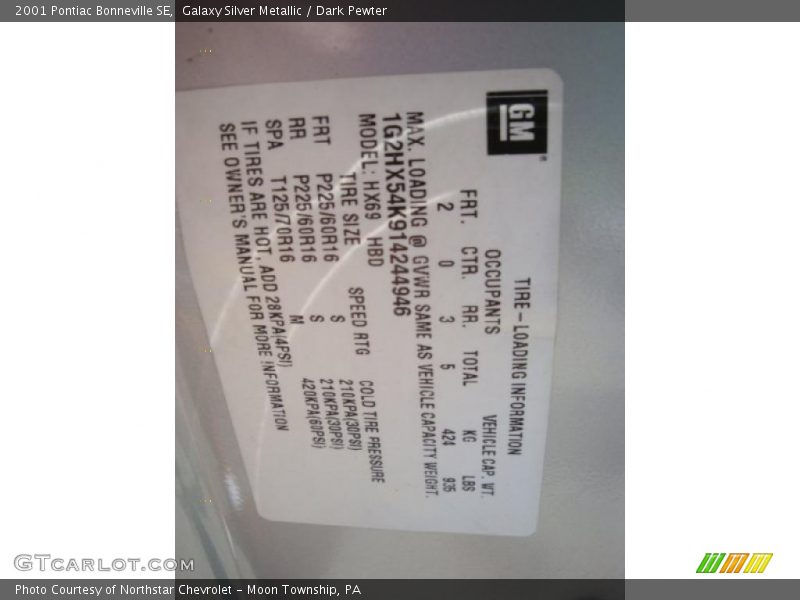 2001 Pontiac Bonneville SE, Galaxy Silver Metallic / Dark Pewter
GM
TIRE-LOADING INFORMATION
OCCUPANTS VEHICLE CAP. WT.
FRT. CTR. RR. TOTAL KG LBS
2 0 3 5 424 935
MAX. LOADING @ GVWR SAME AS VEHICLE CAPACITY WEIGHT.
1G2HX54K914244946
MODEL: HX69 HBD
TIRE SIZE SPEED RTG COLD TIRE PRESSURE
FRT P225/60R16 S 210KPA(30PSI)
RR P225/60R16 S 210KPA(30PSI)
SPA T125/70R16 M 420KPA(60PSI)
IF TIRES ARE HOT, ADD 28KPA(4PSI)
SEE OWNER'S MANUAL FOR MORE INFORMATION
GTcarlot.com
Photo Courtesy of Northstar Chevrolet - Moon Township, PA